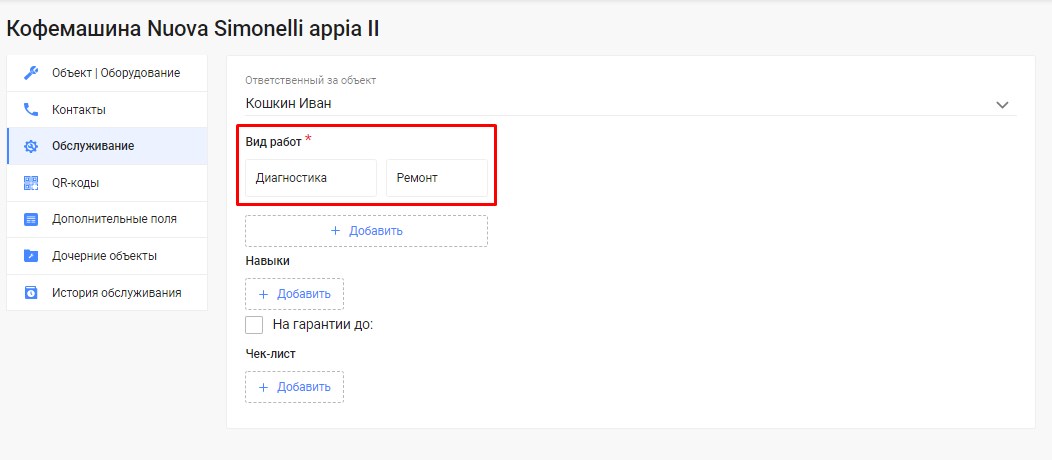 Кофемашина Nuova Simonelli appia II
Объект | Оборудование
Контакты
Обслуживание
QR-коды
Дополнительные поля
Дочерние объекты
История обслуживания
Ответственный за объект
Кошкин Иван
Вид работ *
Диагностика Ремонт
+ Добавить
Навыки
+ Добавить
На гарантии до:
Чек-лист
+ Добавить